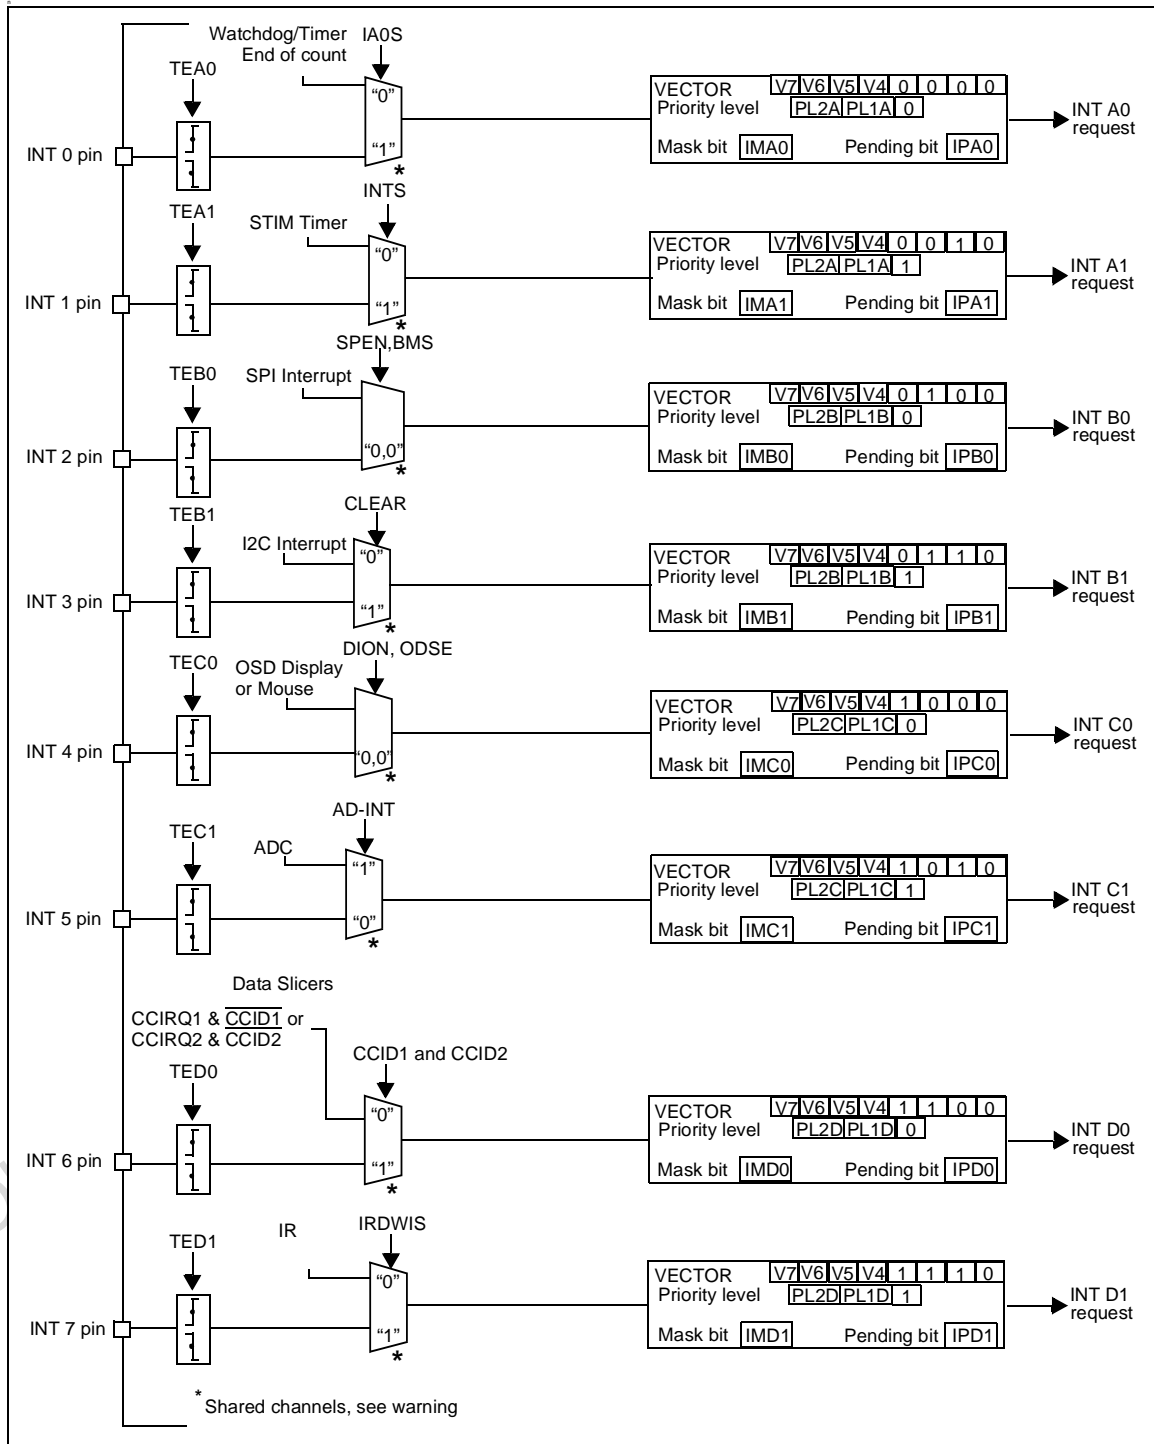 Watchdog/Timer
End of count
IA0S
TEA0
"0"
"1"
*
INT 0 pin
VECTOR V7 V6 V5 V4 0 0 0 0
Priority level PL2A PL1A 0
Mask bit IMA0 Pending bit IPA0
INT A0
request
INTS
TEA1
STIM Timer
"0"
"1"
*
INT 1 pin
VECTOR V7 V6 V5 V4 0 0 1 0
Priority level PL2A PL1A 1
Mask bit IMA1 Pending bit IPA1
INT A1
request
SPEN,BMS
TEB0
SPI Interrupt
"0,0"
*
INT 2 pin
VECTOR V7 V6 V5 V4 0 1 0 0
Priority level PL2B PL1B 0
Mask bit IMB0 Pending bit IPB0
INT B0
request
CLEAR
TEB1
I2C Interrupt
"0"
"1"
*
INT 3 pin
VECTOR V7 V6 V5 V4 0 1 1 0
Priority level PL2B PL1B 1
Mask bit IMB1 Pending bit IPB1
INT B1
request
DION, ODSE
TEC0
OSD Display
or Mouse
"0,0"
*
INT 4 pin
VECTOR V7 V6 V5 V4 1 0 0 0
Priority level PL2C PL1C 0
Mask bit IMC0 Pending bit IPC0
INT C0
request
AD-INT
TEC1
ADC
"1"
"0"
*
INT 5 pin
VECTOR V7 V6 V5 V4 1 0 1 0
Priority level PL2C PL1C 1
Mask bit IMC1 Pending bit IPC1
INT C1
request
Data Slicers
CCIRQ1 & CCID1 or
CCIRQ2 & CCID2
CCID1 and CCID2
TED0
"0"
"1"
*
INT 6 pin
VECTOR V7 V6 V5 V4 1 1 0 0
Priority level PL2D PL1D 0
Mask bit IMD0 Pending bit IPD0
INT D0
request
IR
IRDWIS
TED1
"0"
"1"
*
INT 7 pin
VECTOR V7 V6 V5 V4 1 1 1 0
Priority level PL2D PL1D 1
Mask bit IMD1 Pending bit IPD1
INT D1
request
* Shared channels, see warning